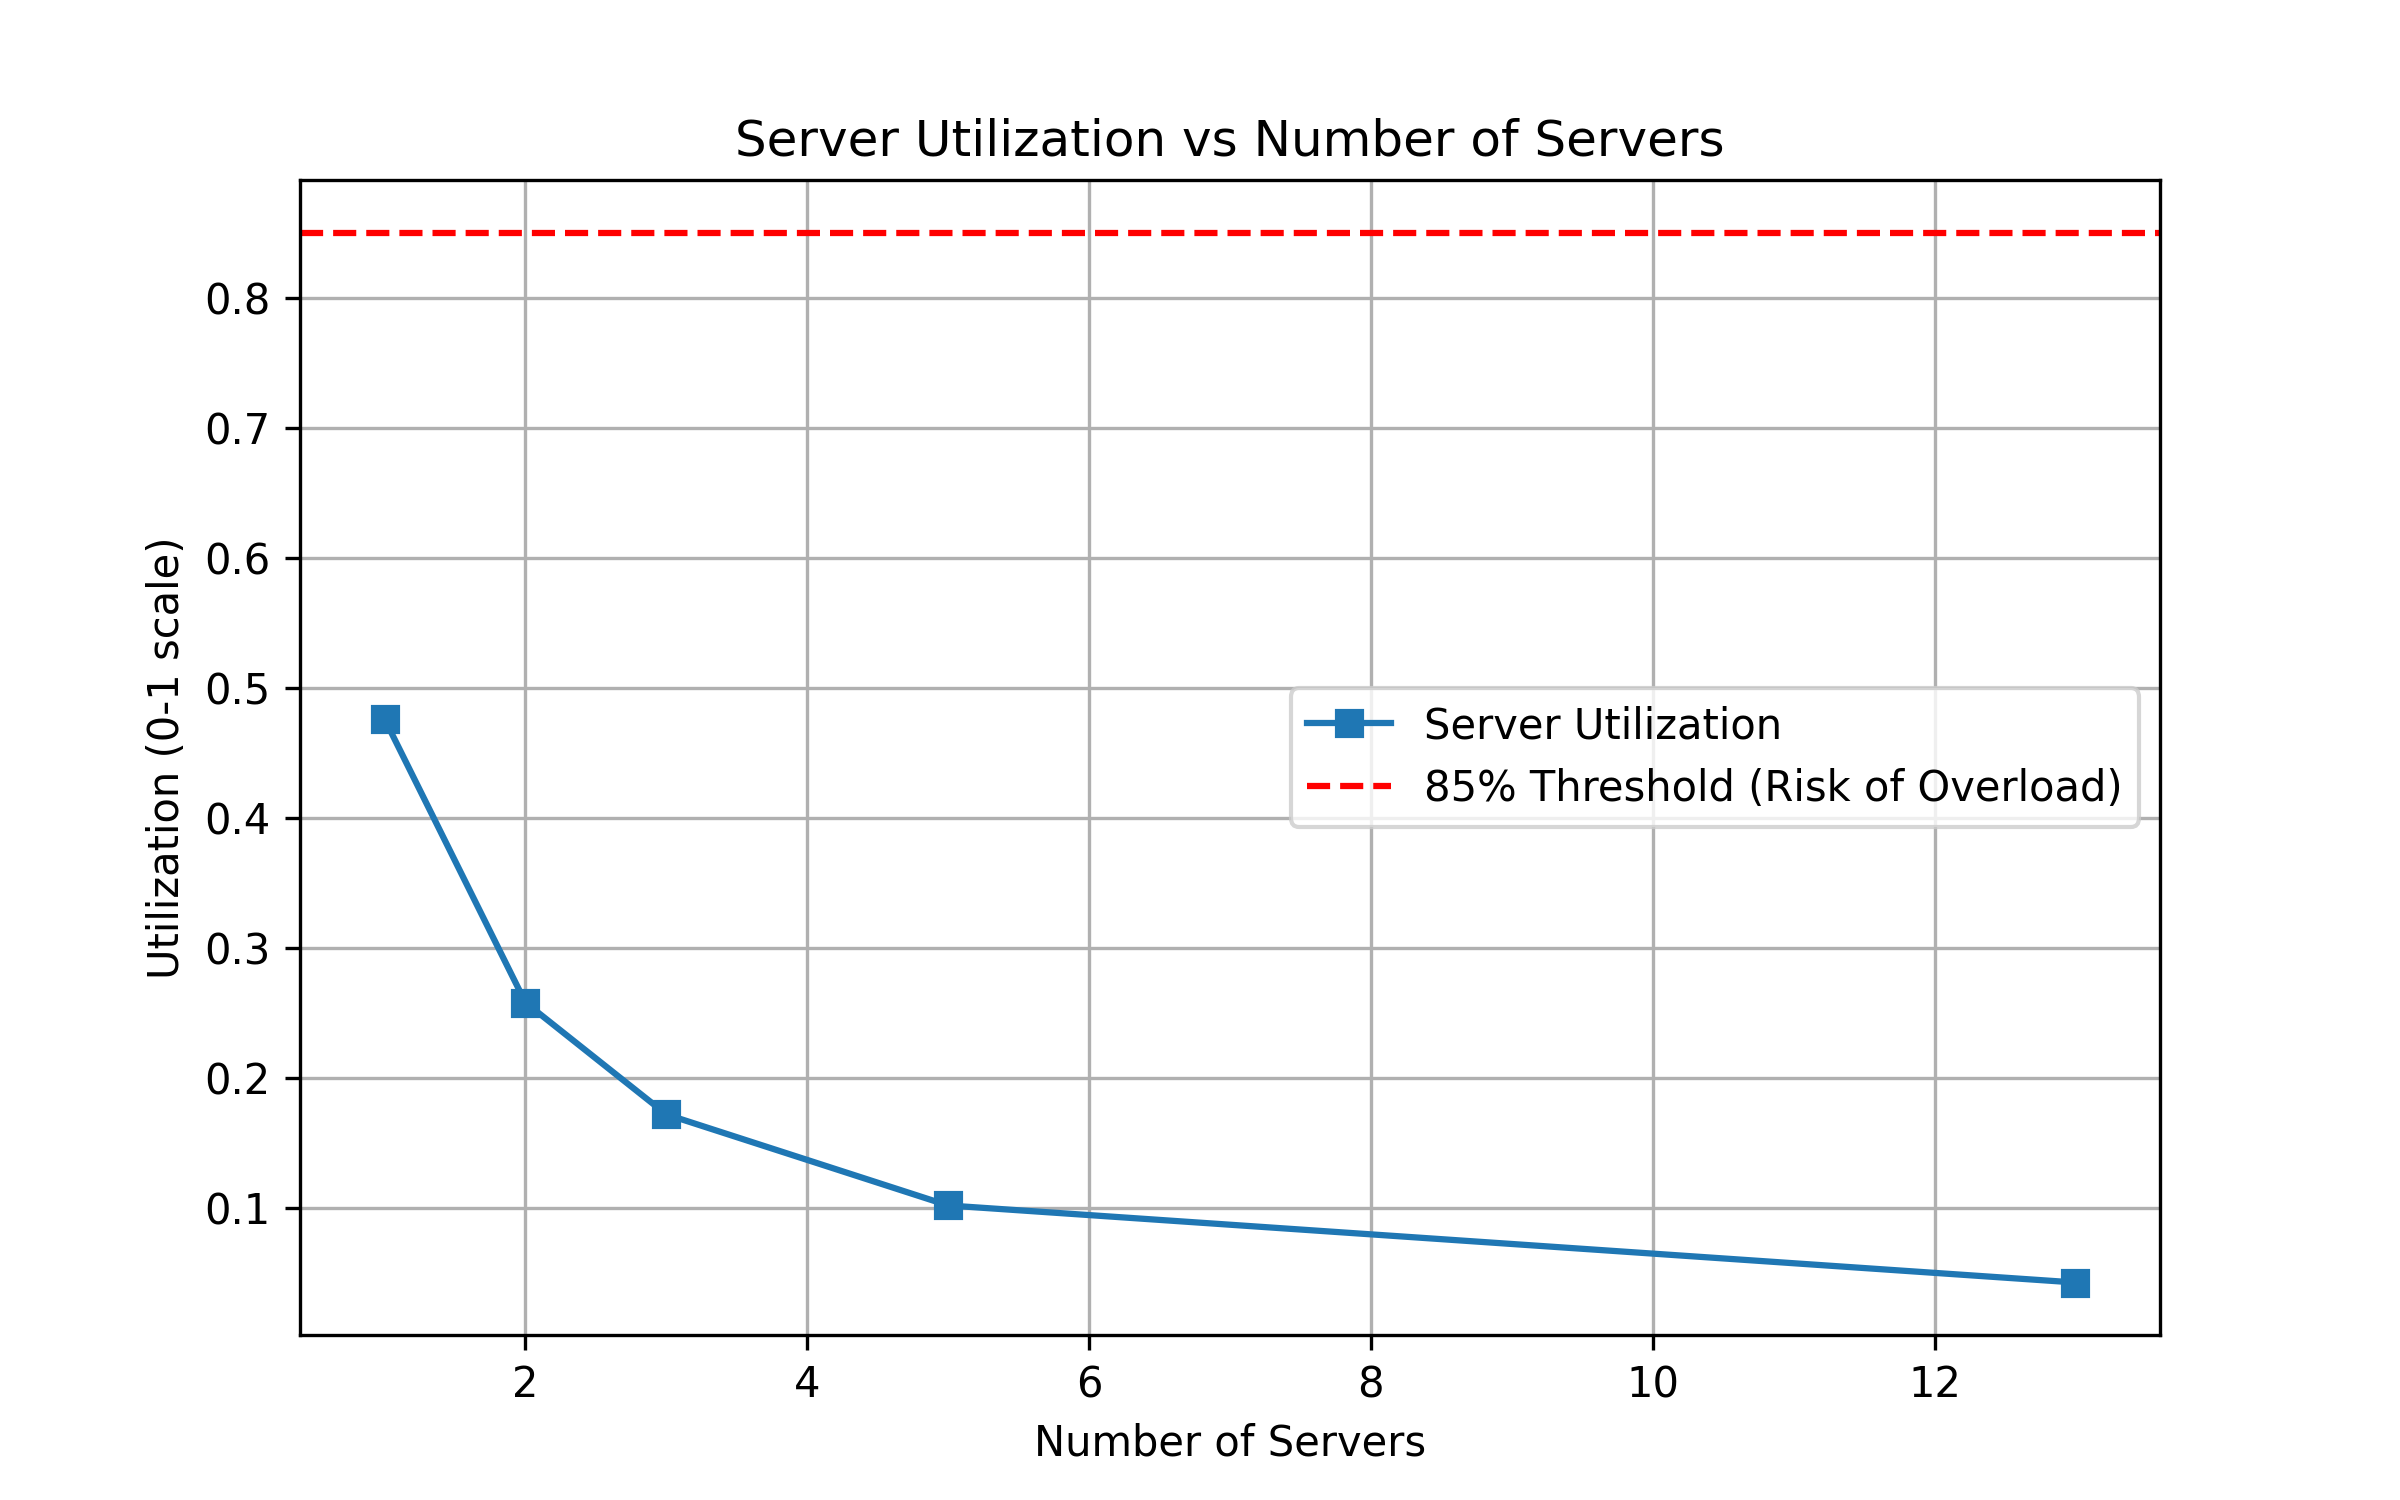 Server Utilization vs Number of Servers
0.8
0.7
0.6
0.5
0.4
0.3
0.2
0.1
Utilization (0-1 scale)
Server Utilization
85% Threshold (Risk of Overload)
2 4 6 8 10 12
Number of Servers